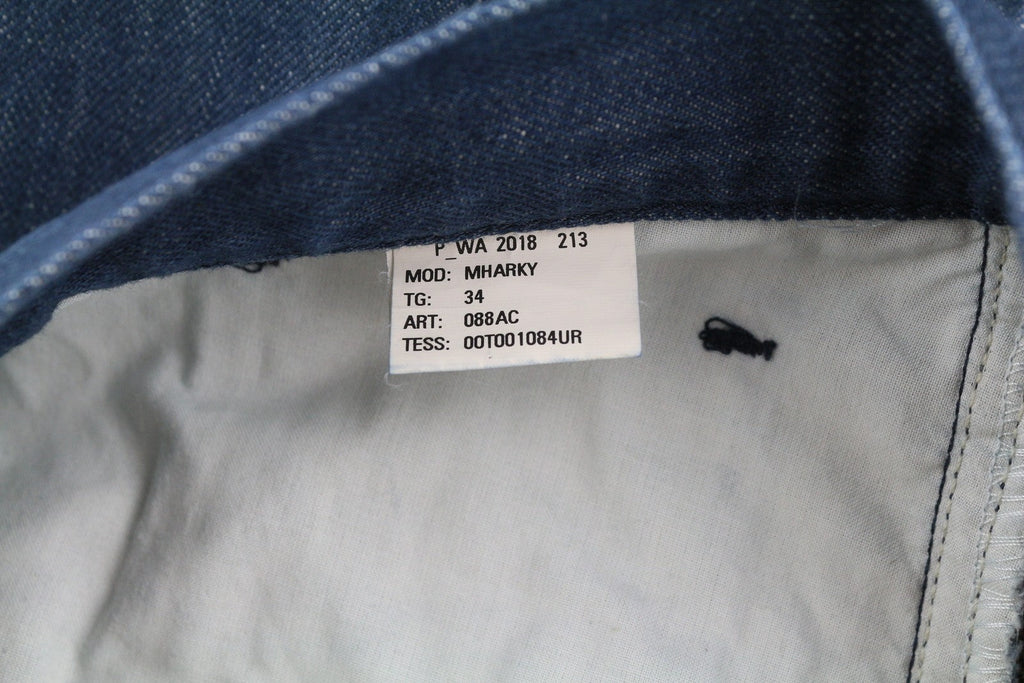 P_WA 2018 213
MOD: MHARKY
TG: 34
ART: 088AC
TESS: 00T001084UR